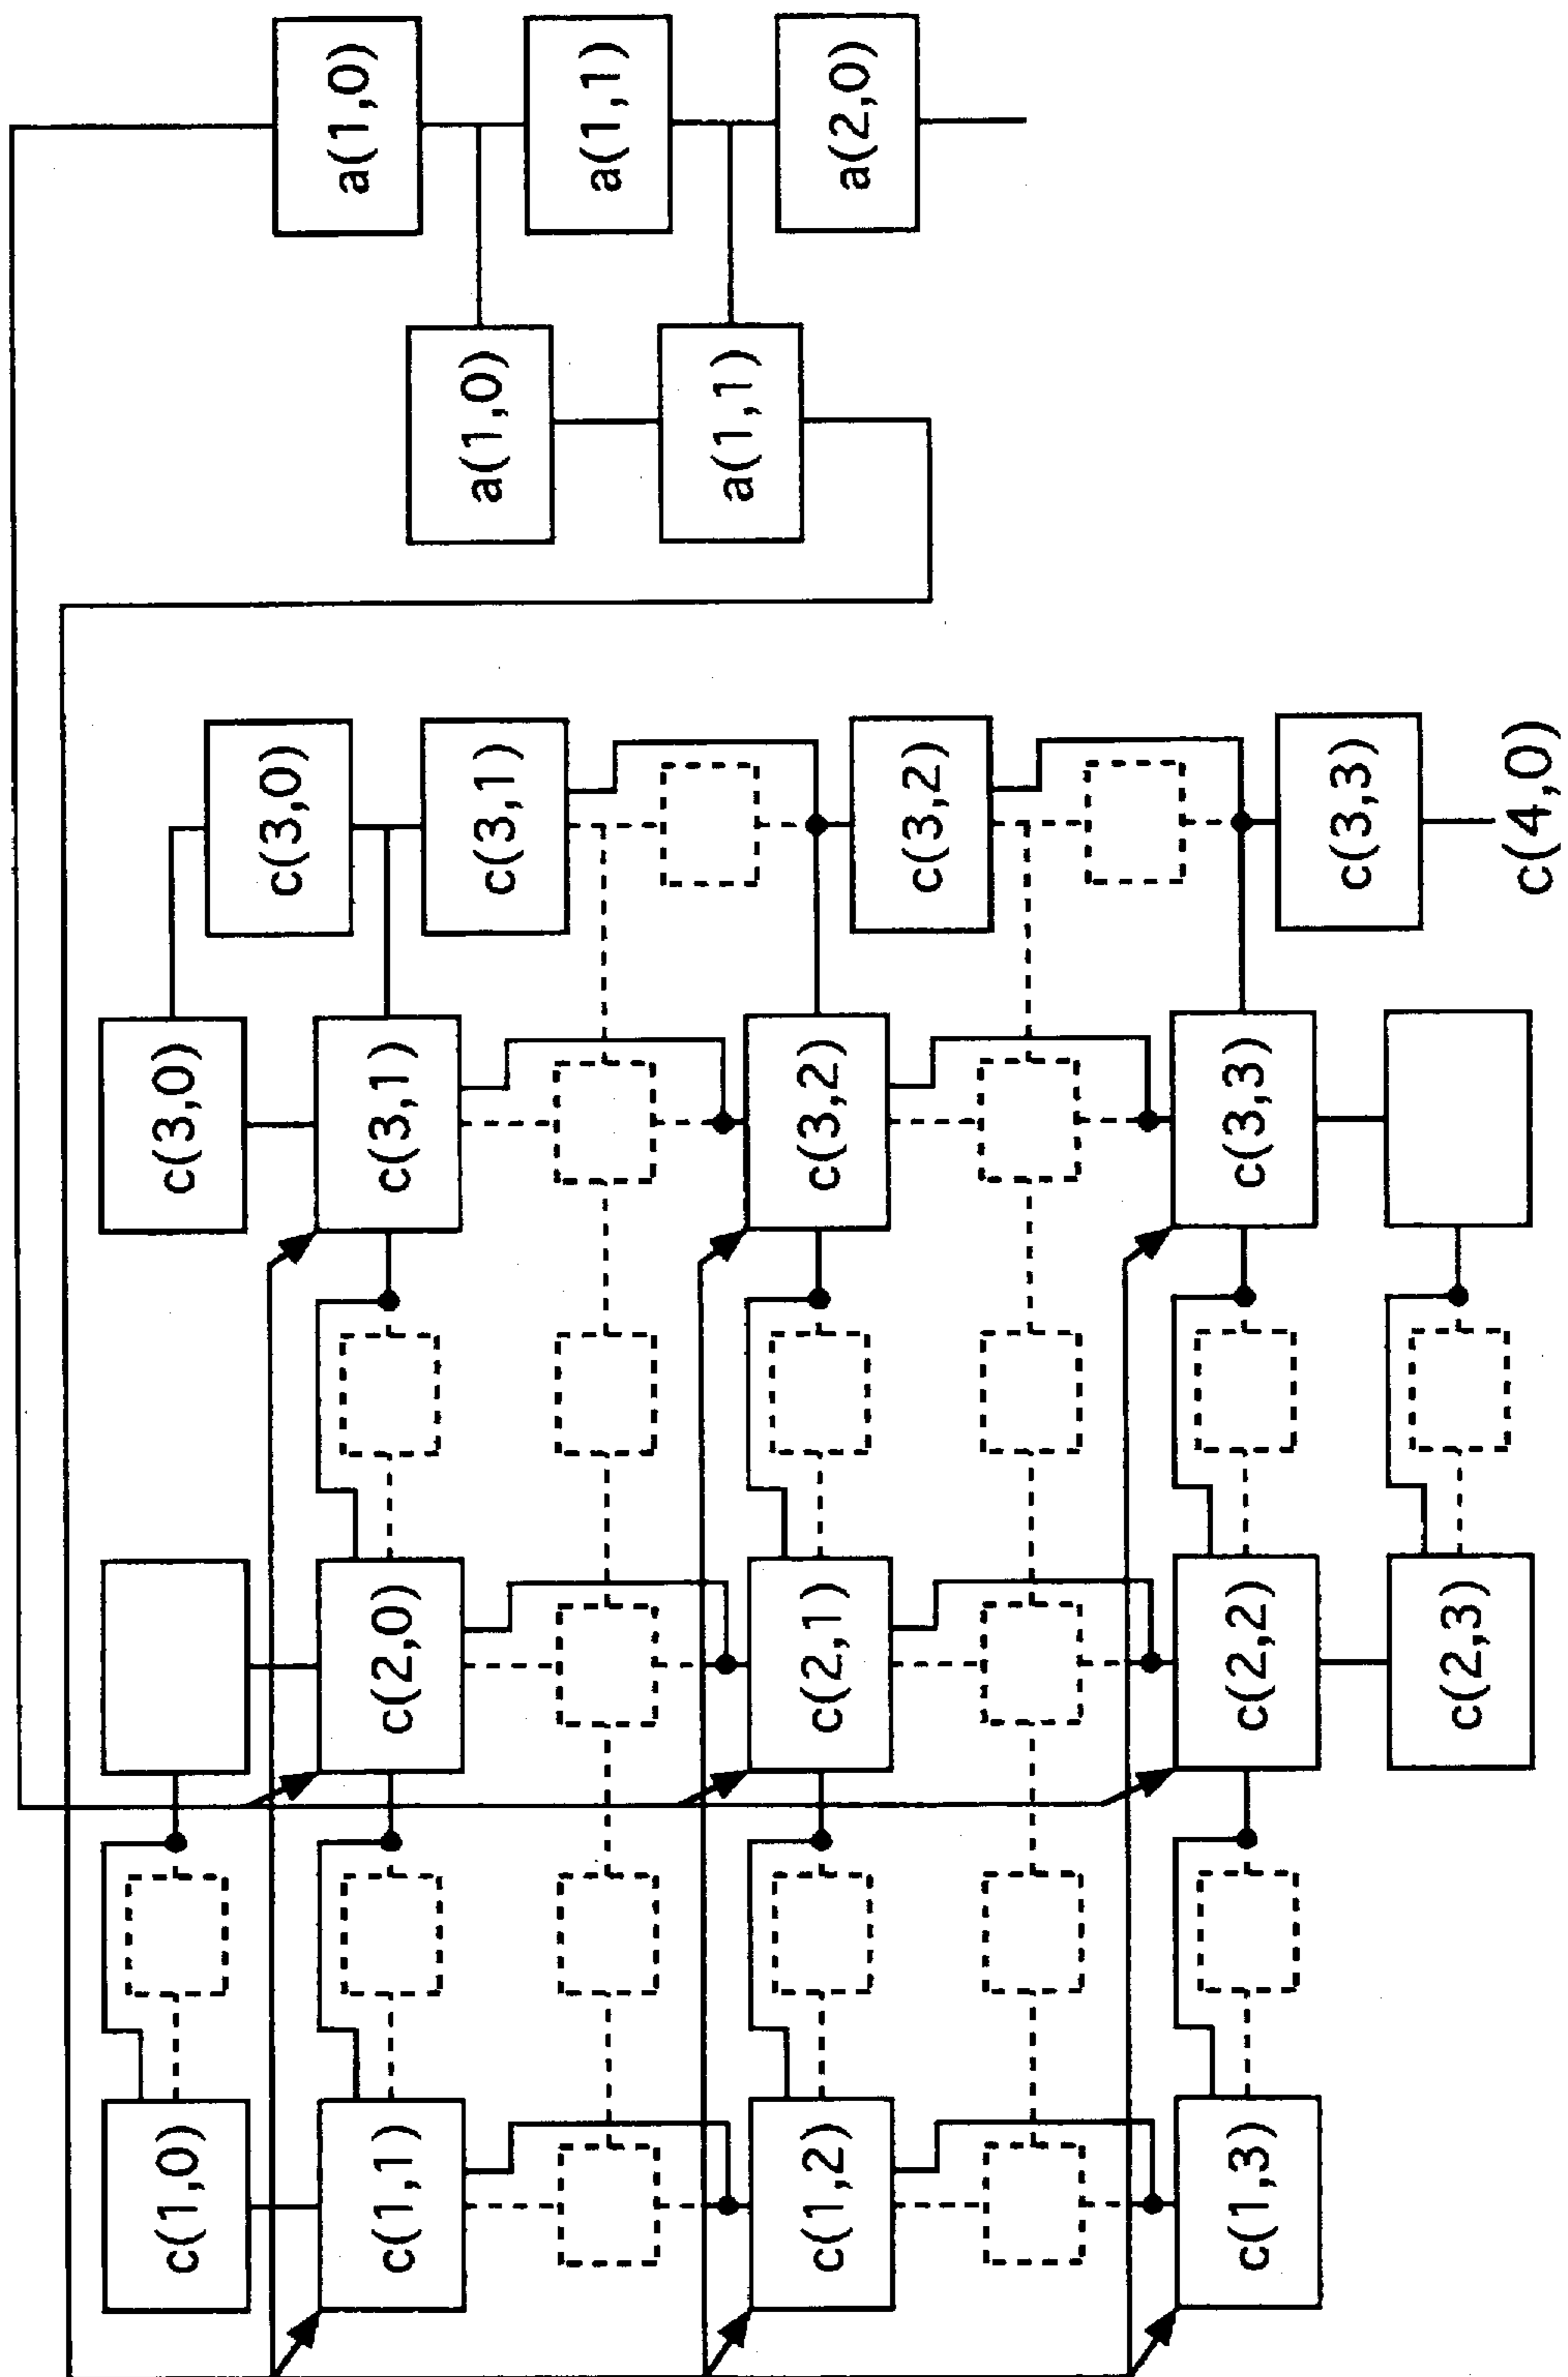 c(1,0)
c(3,0)
c(3,0)
a(1,0)
c(1,1)
c(2,0)
c(3,1)
c(3,1)
a(1,0)
a(1,1)
a(1,1)
c(1,2)
c(2,1)
c(3,2)
a(2,0)
c(3,2)
c(1,3)
c(2,2)
c(3,3)
c(3,3)
c(2,3)
c(4,0)